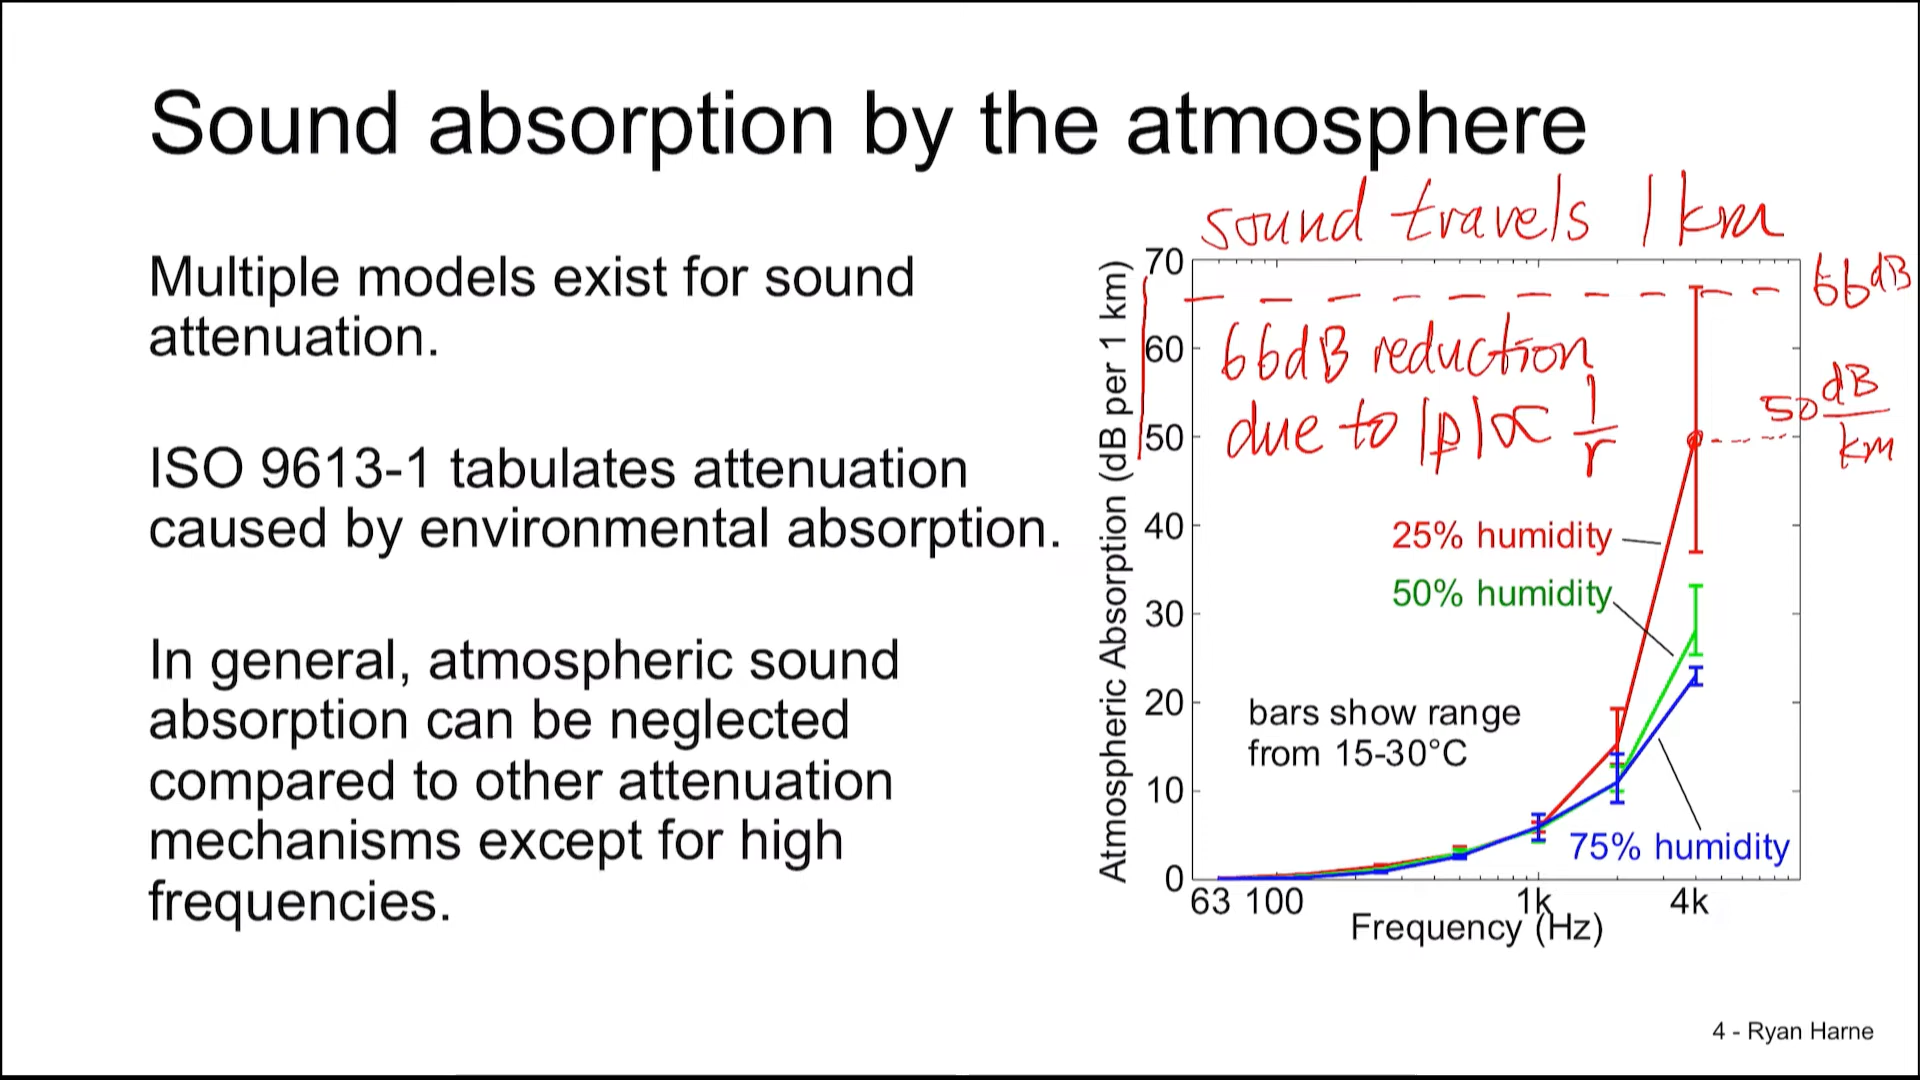 Sound absorption by the atmosphere
Multiple models exist for sound
attenuation.
ISO 9613-1 tabulates attenuation
caused by environmental absorption.
In general, atmospheric sound
absorption can be neglected
compared to other attenuation
mechanisms except for high
frequencies.
sound travels 1 km
66 dB
66dB reduction
due to |p| ∝ 1/r
50 dB/km
Atmospheric Absorption (dB per 1 km)
70
60
50
40
30
20
10
0
25% humidity
50% humidity
bars show range
from 15-30°C
75% humidity
63 100 1k 4k
Frequency (Hz)
4 - Ryan Harne